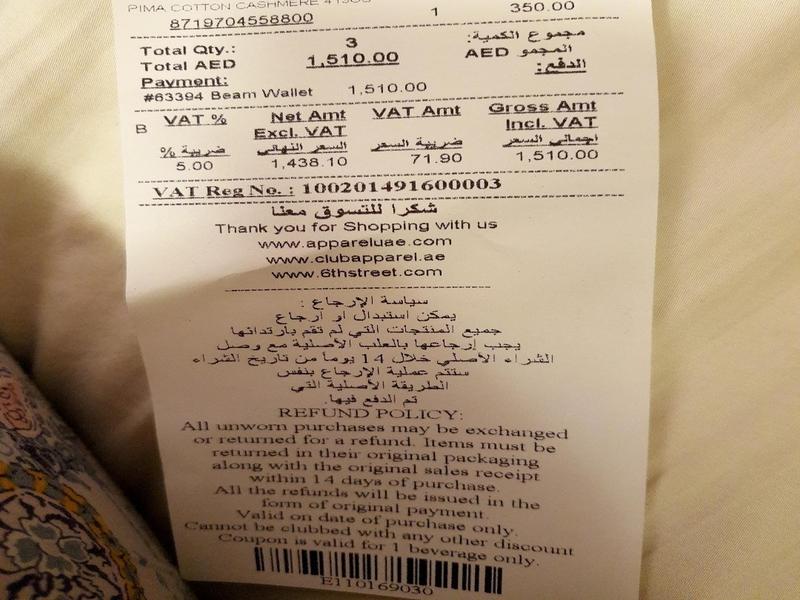 PIMA COTTON CASHMERE
8719704558800 1 350.00
Total Qty.: 3 مجموع الكمية:
Total AED 1,510.00 المجمو AED
Payment: الدفع:
#63394 Beam Wallet 1,510.00
B VAT % Net Amt VAT Amt Gross Amt
Excl. VAT Incl. VAT
ضريبة % السعر النهائي ضريبة السعر اجمالي السعر
5.00 1,438.10 71.90 1,510.00
VAT Reg No. : 100201491600003
شكرا للتسوق معنا
Thank you for Shopping with us
www.appareluae.com
www.clubapparel.ae
www.6thstreet.com
سياسة الإرجاع :
يمكن استبدال او ارجاع
جميع المنتجات التي لم تقم بارتدائها
يجب إرجاعها بالعلب الأصلية مع وصل
الشراء الأصلي خلال 14 يوما من تاريخ الشراء
ستتم عملية الإرجاع بنفس
الطريقة الأصلية التي
تم الدفع فيها.
REFUND POLICY:
All unworn purchases may be exchanged
or returned for a refund. Items must be
returned in their original packaging
along with the original sales receipt
within 14 days of purchase.
All the refunds will be issued in the
form of original payment.
Valid on date of purchase only.
Cannot be clubbed with any other discount
Coupon is valid for 1 beverage only.
E110169030